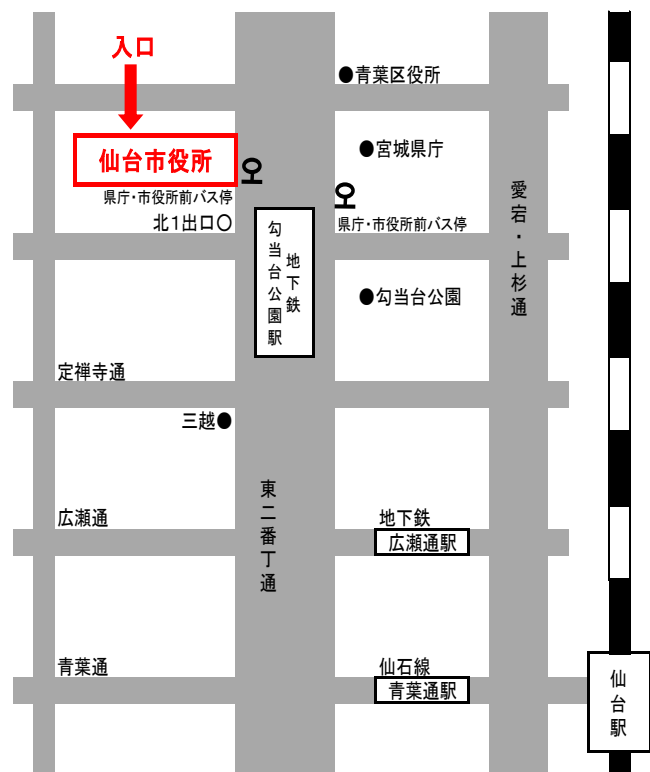 入口
●青葉区役所
仙台市役所
●宮城県庁
県庁・市役所前バス停
北1出口○
県庁・市役所前バス停
愛宕・上杉通
地下鉄
勾当台公園駅
●勾当台公園
定禅寺通
三越●
東二番丁通
広瀬通
地下鉄
広瀬通駅
青葉通
仙石線
青葉通駅
仙台駅